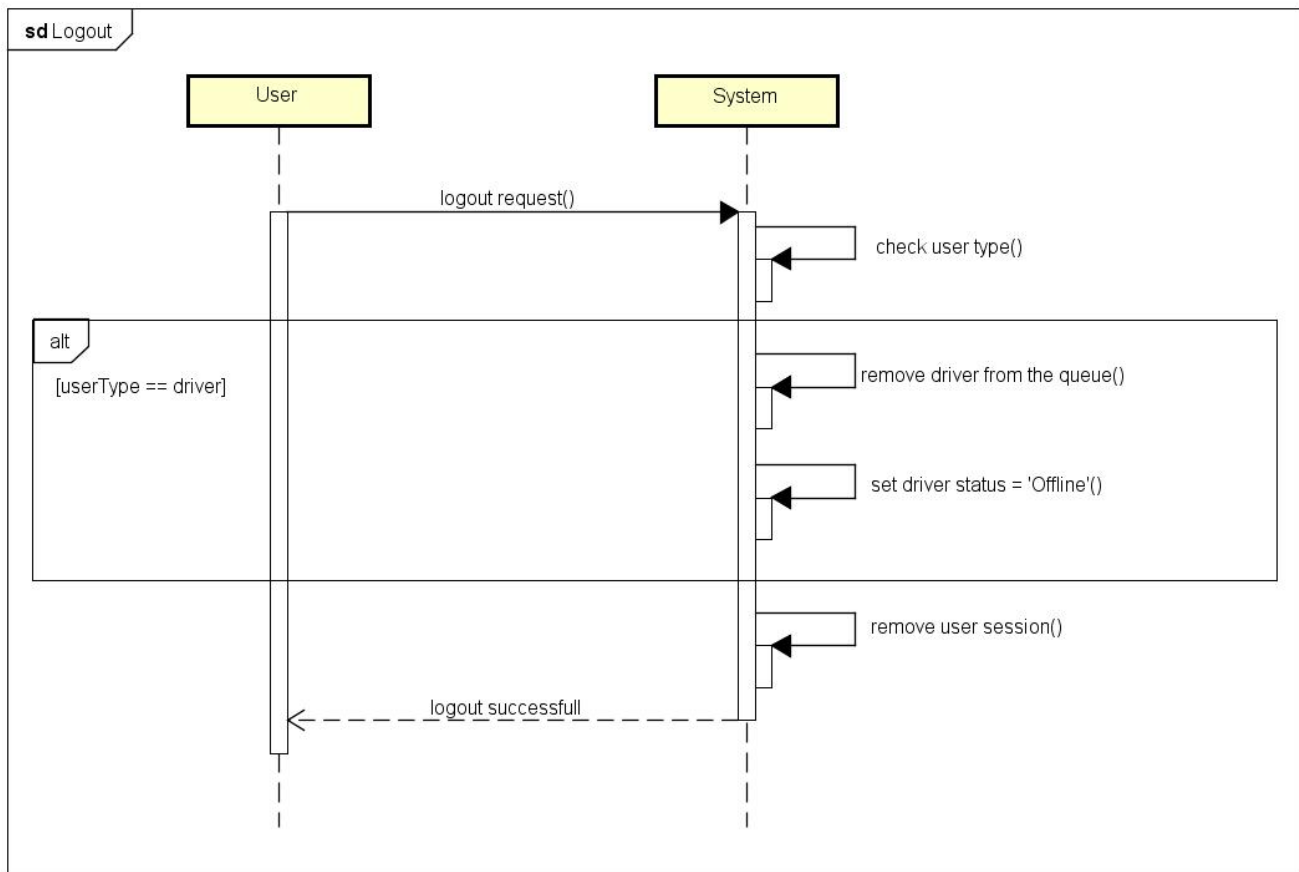 sd Logout
User
System
logout request()
check user type()
alt
[userType == driver]
remove driver from the queue()
set driver status = 'Offline'()
remove user session()
logout successfull